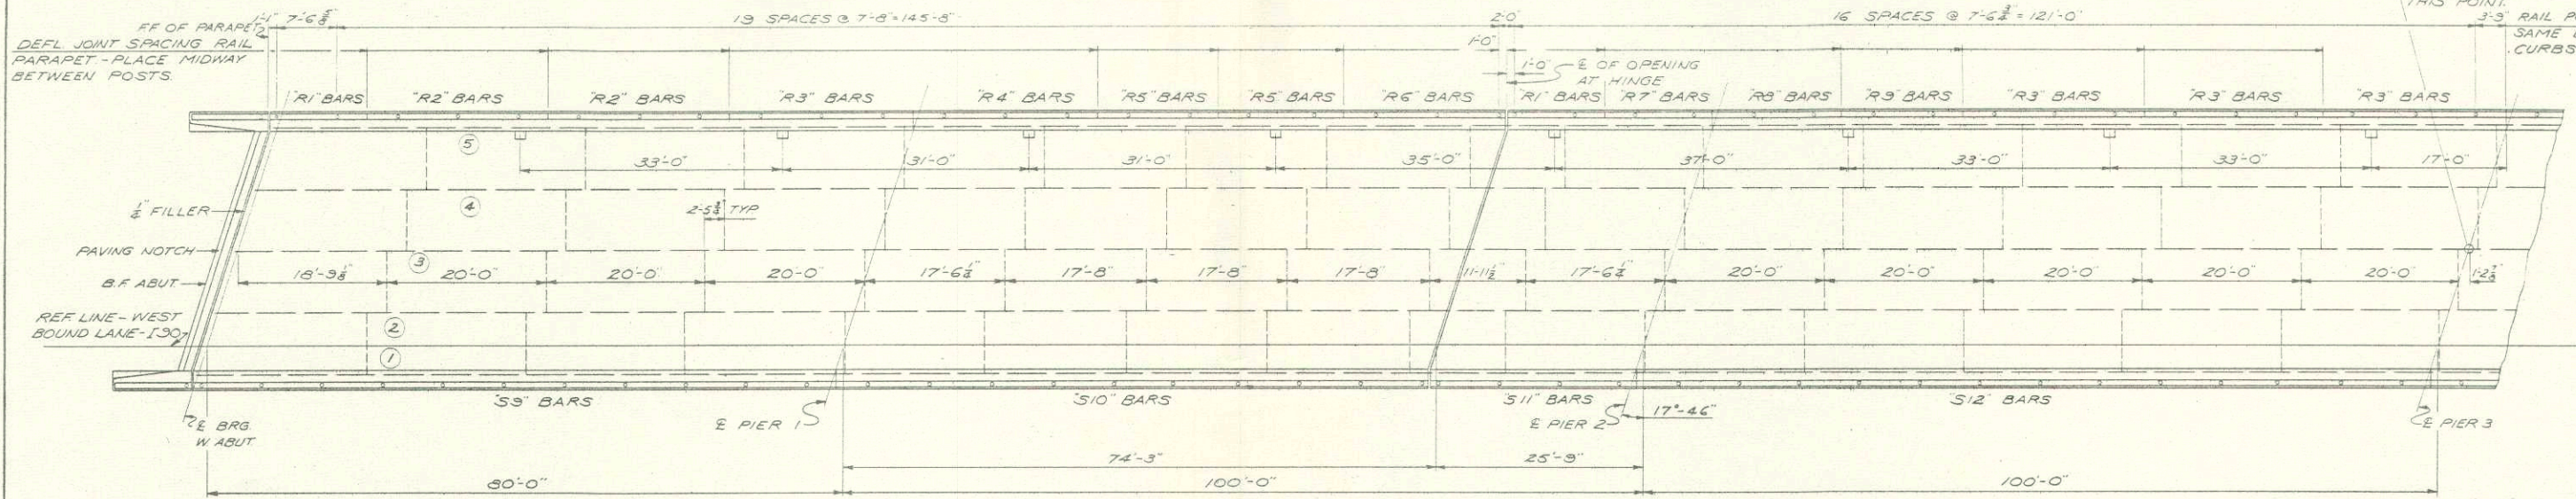 THIS POINT.
1'-1" 7'-6 5/8" 19 SPACES @ 7'-8" = 145'-8" 2'-0" 16 SPACES @ 7'-6 3/4" = 121'-0" 3'-9"
RAIL P
SAME
CURBS
FF OF PARAPET
DEFL. JOINT SPACING RAIL
PARAPET - PLACE MIDWAY
BETWEEN POSTS.
1'-0"
1'-0" ℄ OF OPENING
AT HINGE
"R1" BARS "R2" BARS "R2" BARS "R3" BARS "R4" BARS "R5" BARS "R5" BARS "R6" BARS "R1" BARS "R7" BARS "R8" BARS "R9" BARS "R3" BARS "R3" BARS "R3" BARS
5
33'-0" 31'-0" 31'-0" 35'-0" 37'-0" 33'-0" 33'-0" 17'-0"
FILLER
4
2'-5 3/4" TYP
PAVING NOTCH
3
B.F. ABUT.
18'-9 1/8" 20'-0" 20'-0" 20'-0" 17'-6 1/4" 17'-8" 17'-8" 17'-8" 11'-11 1/2" 17'-6 1/4" 20'-0" 20'-0" 20'-0" 20'-0" 20'-0" 1'-2 7/8"
REF. LINE - WEST
BOUND LANE - I-90
2
1
"S9" BARS "S10" BARS "S11" BARS "S12" BARS
17°-46"
℄ BRG.
W. ABUT.
℄ PIER 1
℄ PIER 2
℄ PIER 3
74'-3" 25'-9"
80'-0" 100'-0" 100'-0"